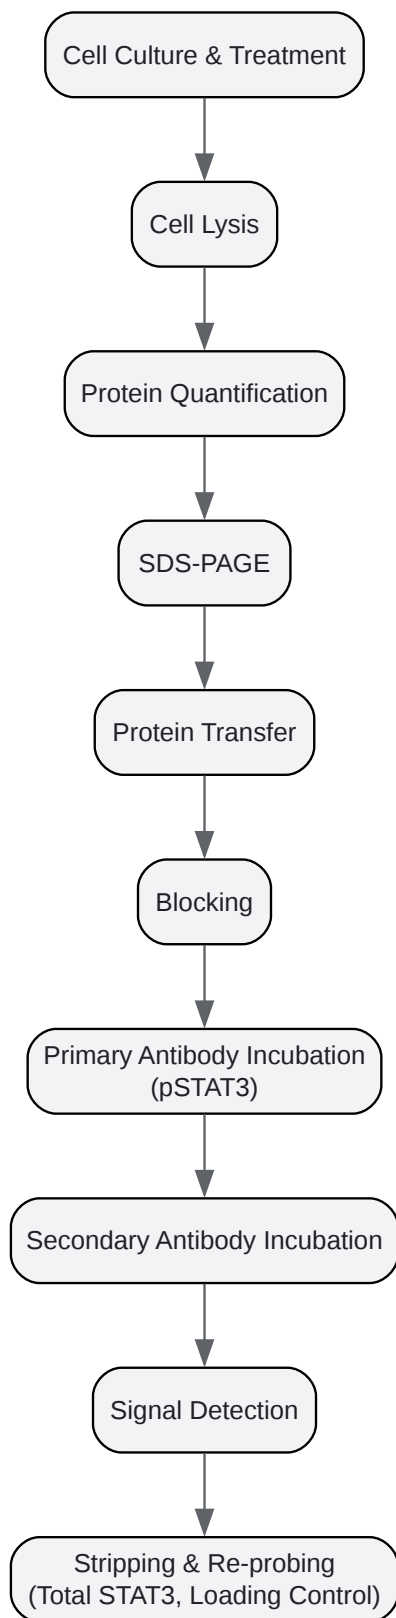 Cell Culture & Treatment
Cell Lysis
Protein Quantification
SDS-PAGE
Protein Transfer
Blocking
Primary Antibody Incubation
(pSTAT3)
Secondary Antibody Incubation
Signal Detection
Stripping & Re-probing
(Total STAT3, Loading Control)